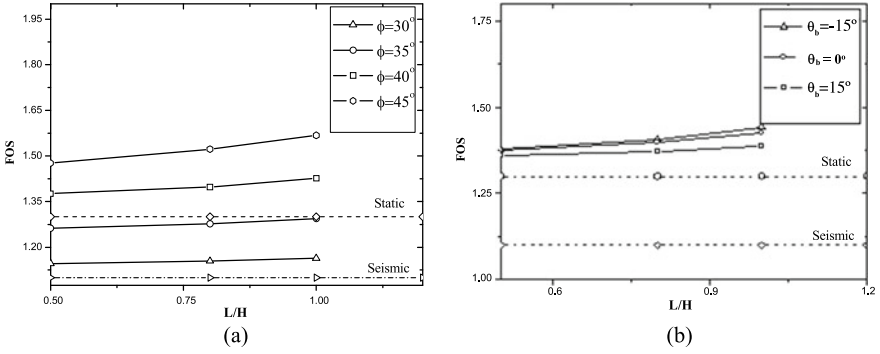 1.95
1.80
1.65
1.50
1.35
1.20
FOS
ϕ=30°
ϕ=35°
ϕ=40°
ϕ=45°
Static
Seismic
0.50
0.75
1.00
L/H
(a)
1.75
1.50
1.25
1.00
FOS
θb=-15°
θb=0°
θb=15°
Static
Seismic
0.6
0.9
1.2
L/H
(b)